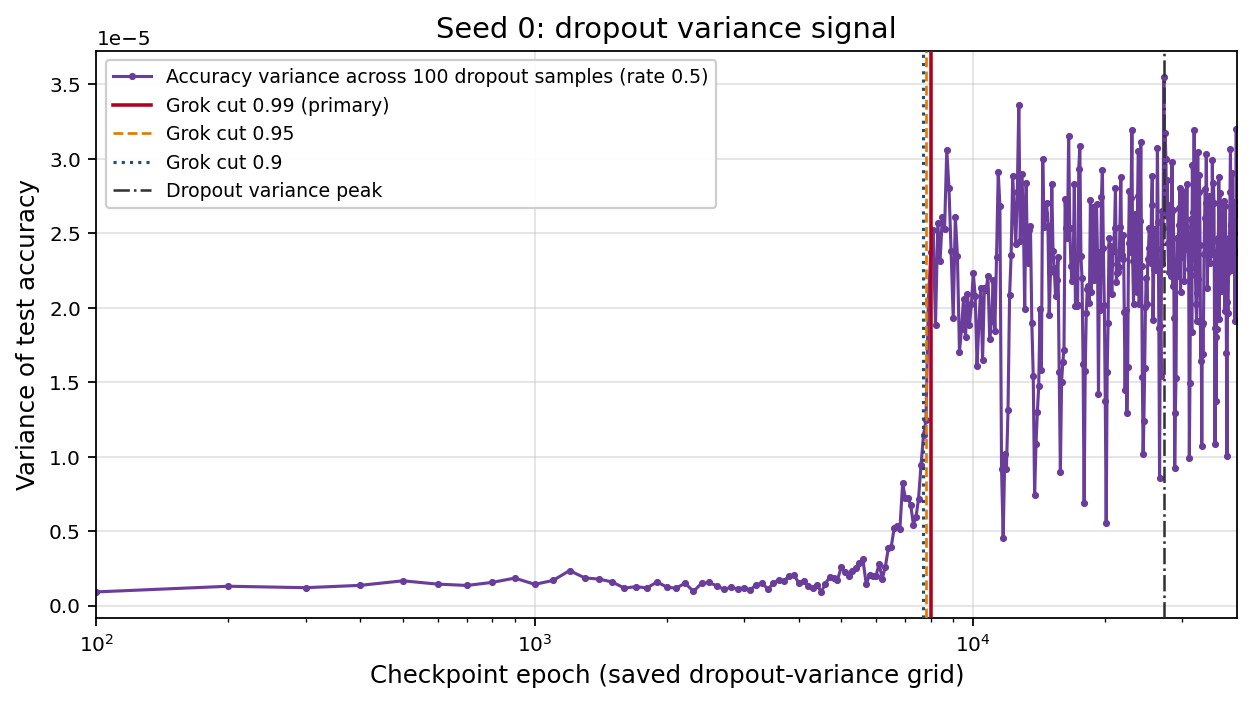 Seed 0: dropout variance signal
1e−5
Accuracy variance across 100 dropout samples (rate 0.5)
Grok cut 0.99 (primary)
Grok cut 0.95
Grok cut 0.9
Dropout variance peak
Variance of test accuracy
3.5
3.0
2.5
2.0
1.5
1.0
0.5
0.0
10² 10³ 10⁴
Checkpoint epoch (saved dropout-variance grid)